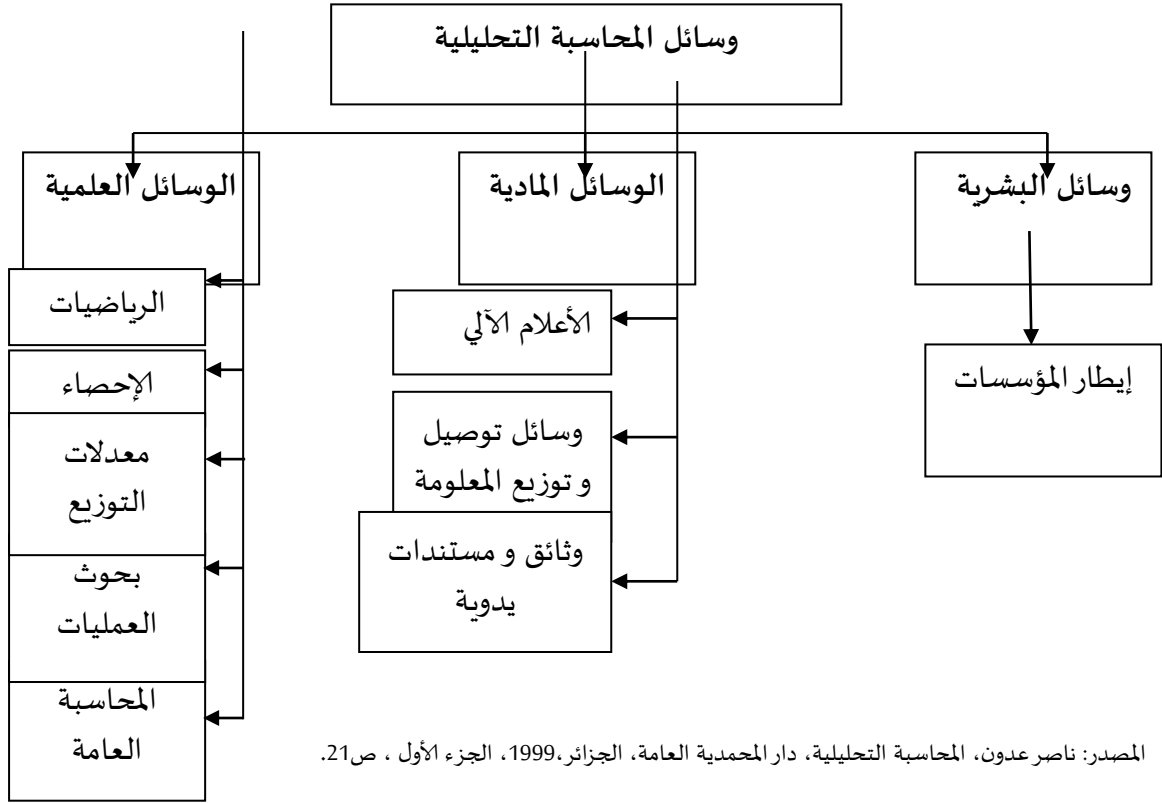 وسائل المحاسبة التحليلية
وسائل البشرية
الوسائل المادية
الوسائل العلمية
إيطار المؤسسات
الأعلام الآلي
وسائل توصيل
و توزيع المعلومة
وثائق و مستندات
يدوية
الرياضيات
الإحصاء
معدلات
التوزيع
بحوث
العمليات
المحاسبة
العامة
المصدر: ناصر عدون، المحاسبة التحليلية، دار المحمدية العامة، الجزائر،1999، الجزء الأول ، ص21.